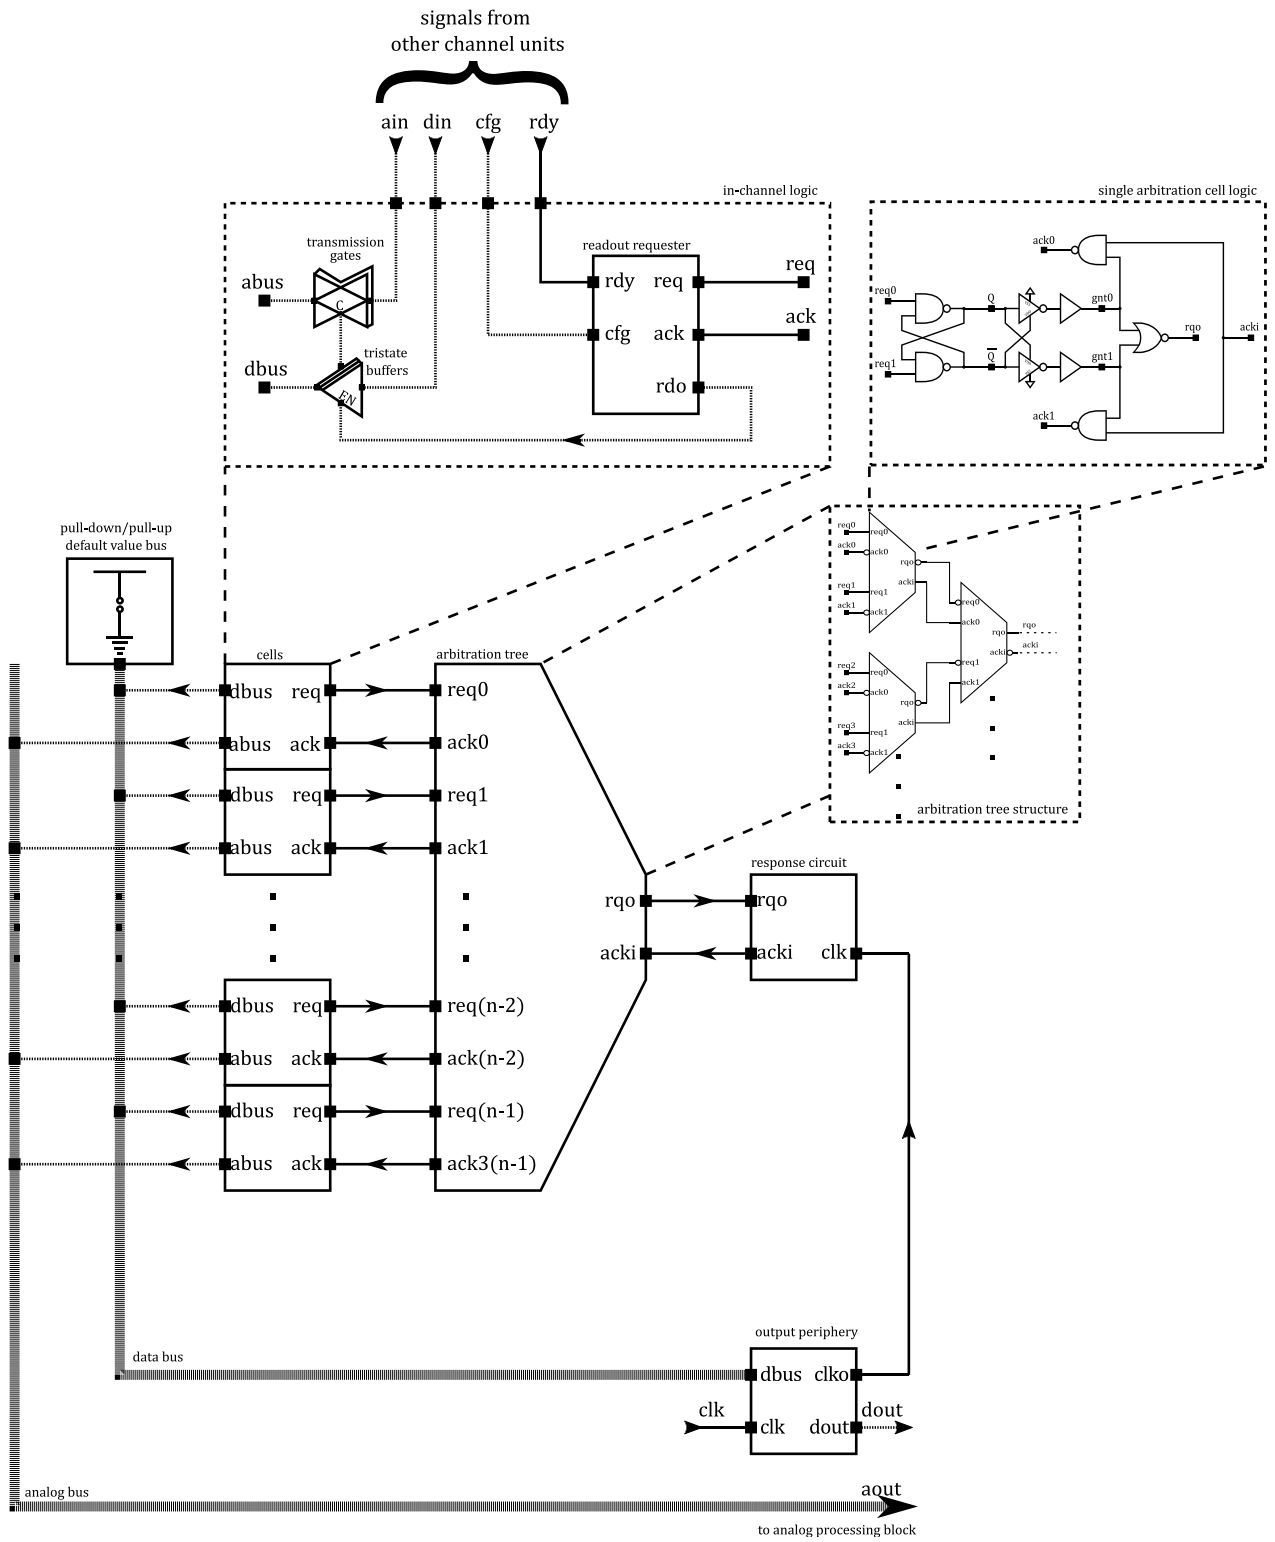 signals from
other channel units
ain din cfg rdy
in-channel logic
transmission
gates
abus
C
tristate
buffers
dbus
EN
readout requester
rdy req
cfg ack
rdo
req
ack
single arbitration cell logic
ack0
req0
Q
gnt0
rqo
acki
req1
Q
gnt1
ack1
pull-down/pull-up
default value bus
cells
dbus req
abus ack
dbus req
abus ack
dbus req
abus ack
dbus req
abus ack
arbitration tree
req0
ack0
req1
ack1
rqo
acki
req(n-2)
ack(n-2)
req(n-1)
ack3(n-1)
req0
req0
ack0
ack0
rqo
acki
req1
req1
ack1
ack1
req0
ack0
rqo
rqo
acki
acki
req1
ack1
req2
req0
ack2
ack0
rqo
acki
req3
req1
ack3
ack1
arbitration tree structure
response circuit
rqo
acki clk
output periphery
dbus clko
clk
clk dout
dout
data bus
analog bus
aout
to analog processing block